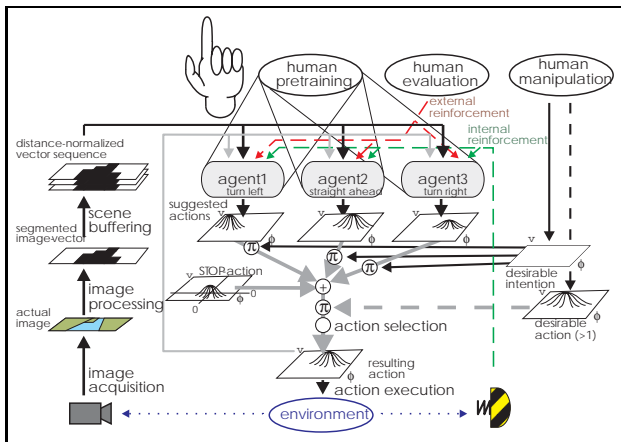 human
pretraining
human
evaluation
human
manipulation
external
reinforcement
internal
reinforcement
distance-normalized
vector sequence
agent1
turn left
agent2
straight ahead
agent3
turn right
scene
buffering
suggested
actions
segmented
image-vector
v
ϕ
v
ϕ
v
ϕ
π
π
π
v
ϕ
desirable
intention
STOP-action
v
0
0
ϕ
+
image
processing
π
v
ϕ
desirable
action (>1)
actual
image
action selection
v
ϕ
resulting
action
image
acquisition
action execution
environment